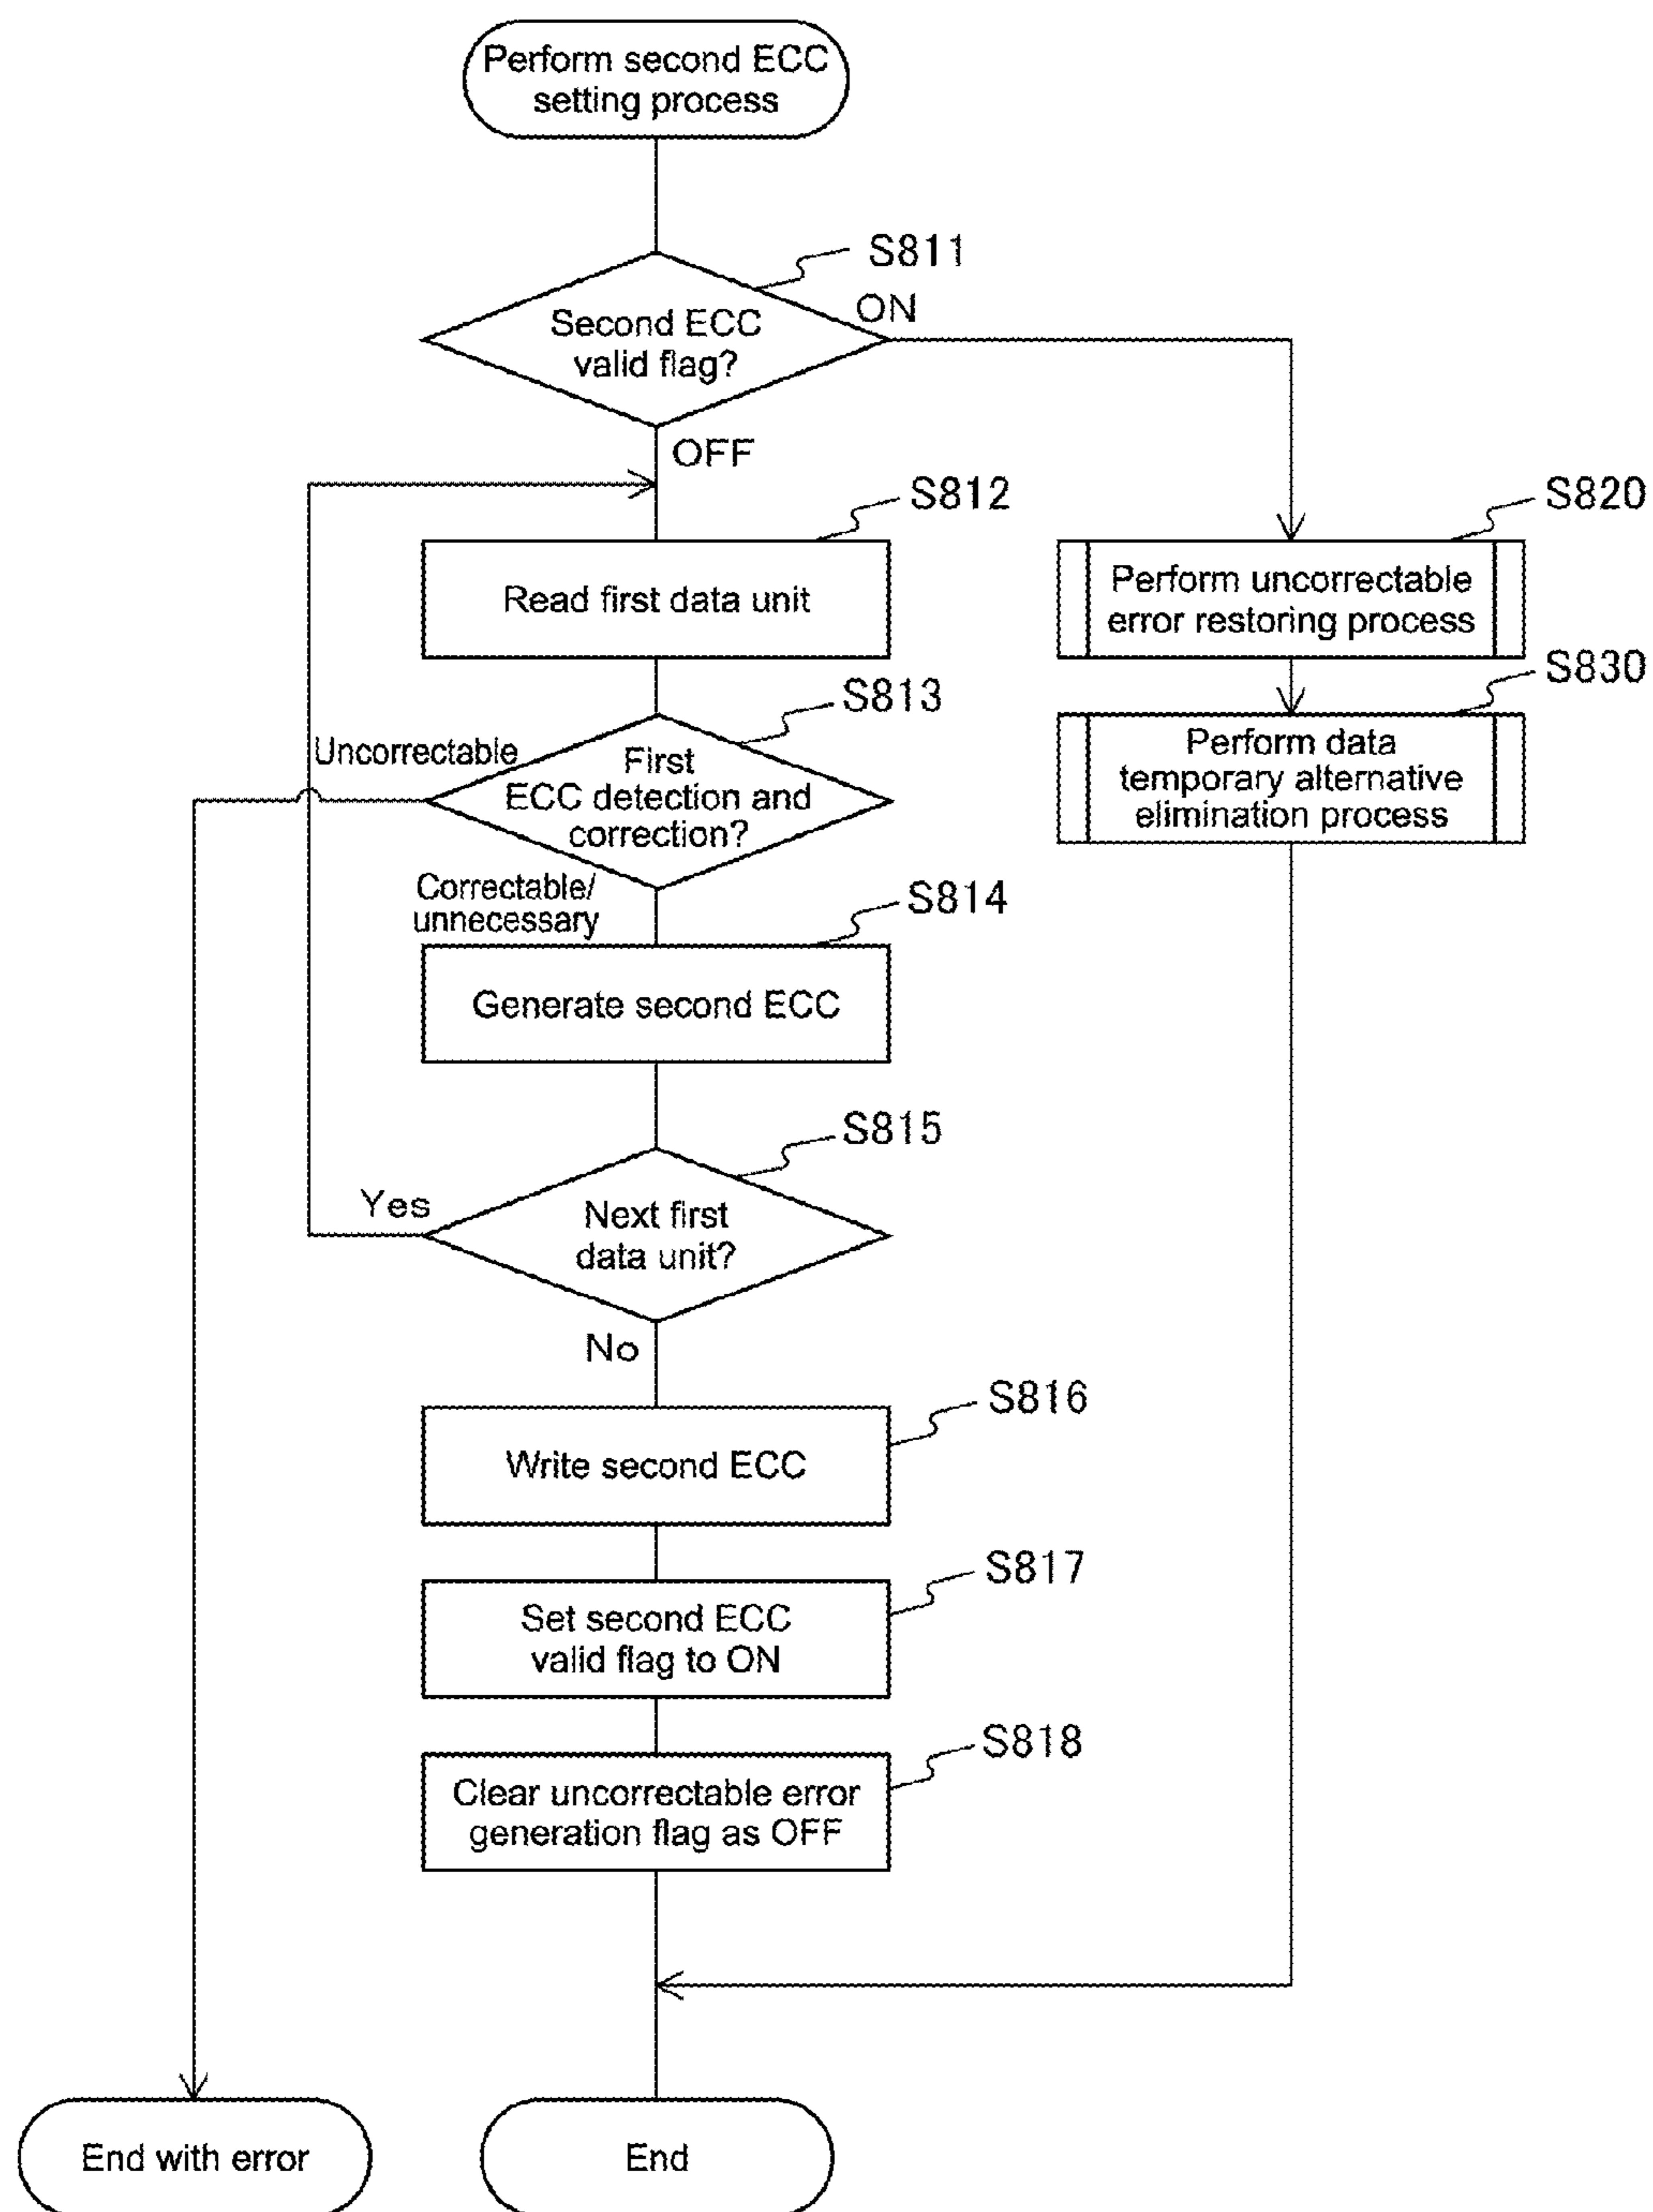 Perform second ECC
setting process
S811
Second ECC
valid flag?
ON
OFF
S812
Read first data unit
S820
Perform uncorrectable
error restoring process
S813
First
ECC detection and
correction?
Uncorrectable
Correctable/
unnecessary
S830
Perform data
temporary alternative
elimination process
S814
Generate second ECC
S815
Next first
data unit?
Yes
No
S816
Write second ECC
S817
Set second ECC
valid flag to ON
S818
Clear uncorrectable error
generation flag as OFF
End with error
End